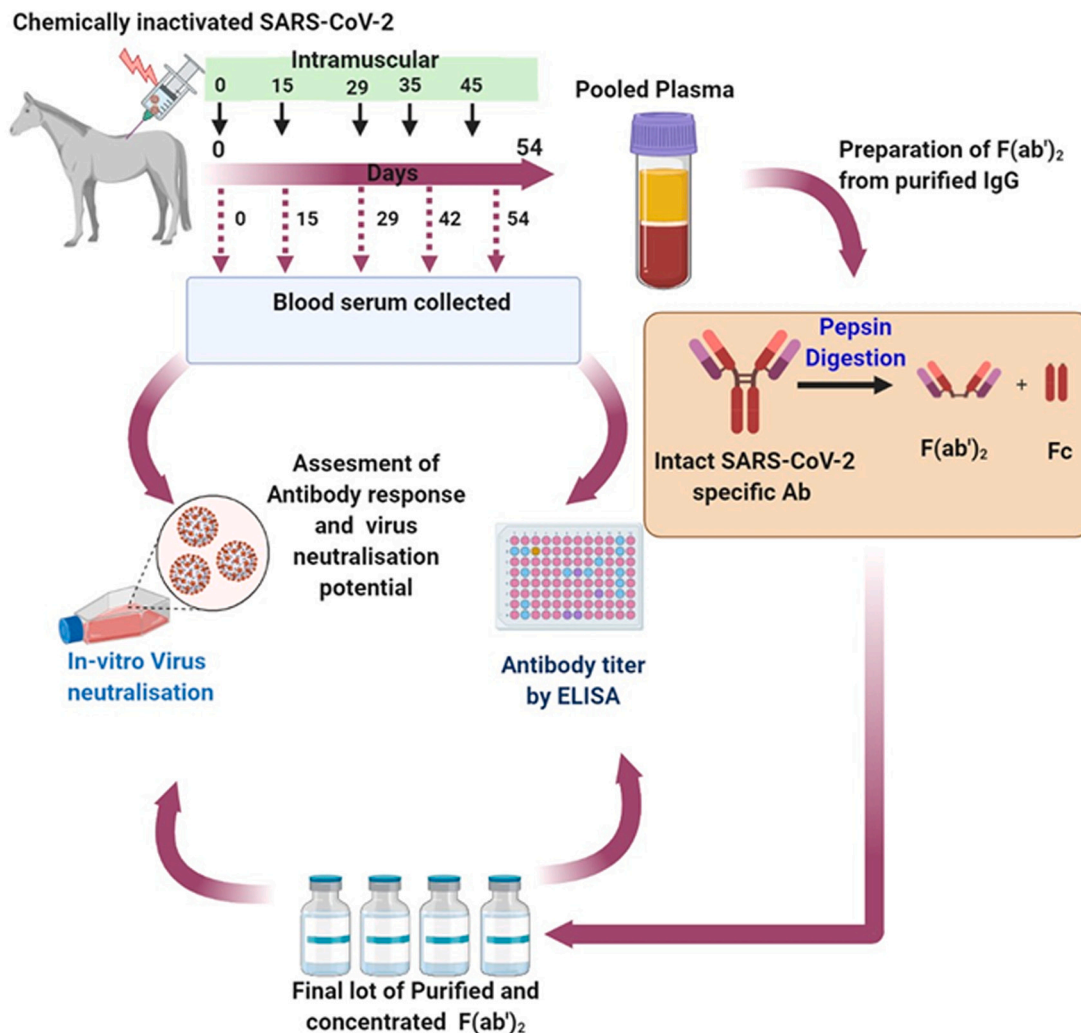 Chemically inactivated SARS-CoV-2
Intramuscular
0 15 29 35 45
0 54
Days
0 15 29 42 54
Blood serum collected
Pooled Plasma
Preparation of F(ab')₂
from purified IgG
Pepsin
Digestion
F(ab')₂ + Fc
Intact SARS-CoV-2
specific Ab
Assesment of
Antibody response
and virus
neutralisation
potential
In-vitro Virus
neutralisation
Antibody titer
by ELISA
Final lot of Purified and
concentrated F(ab')₂